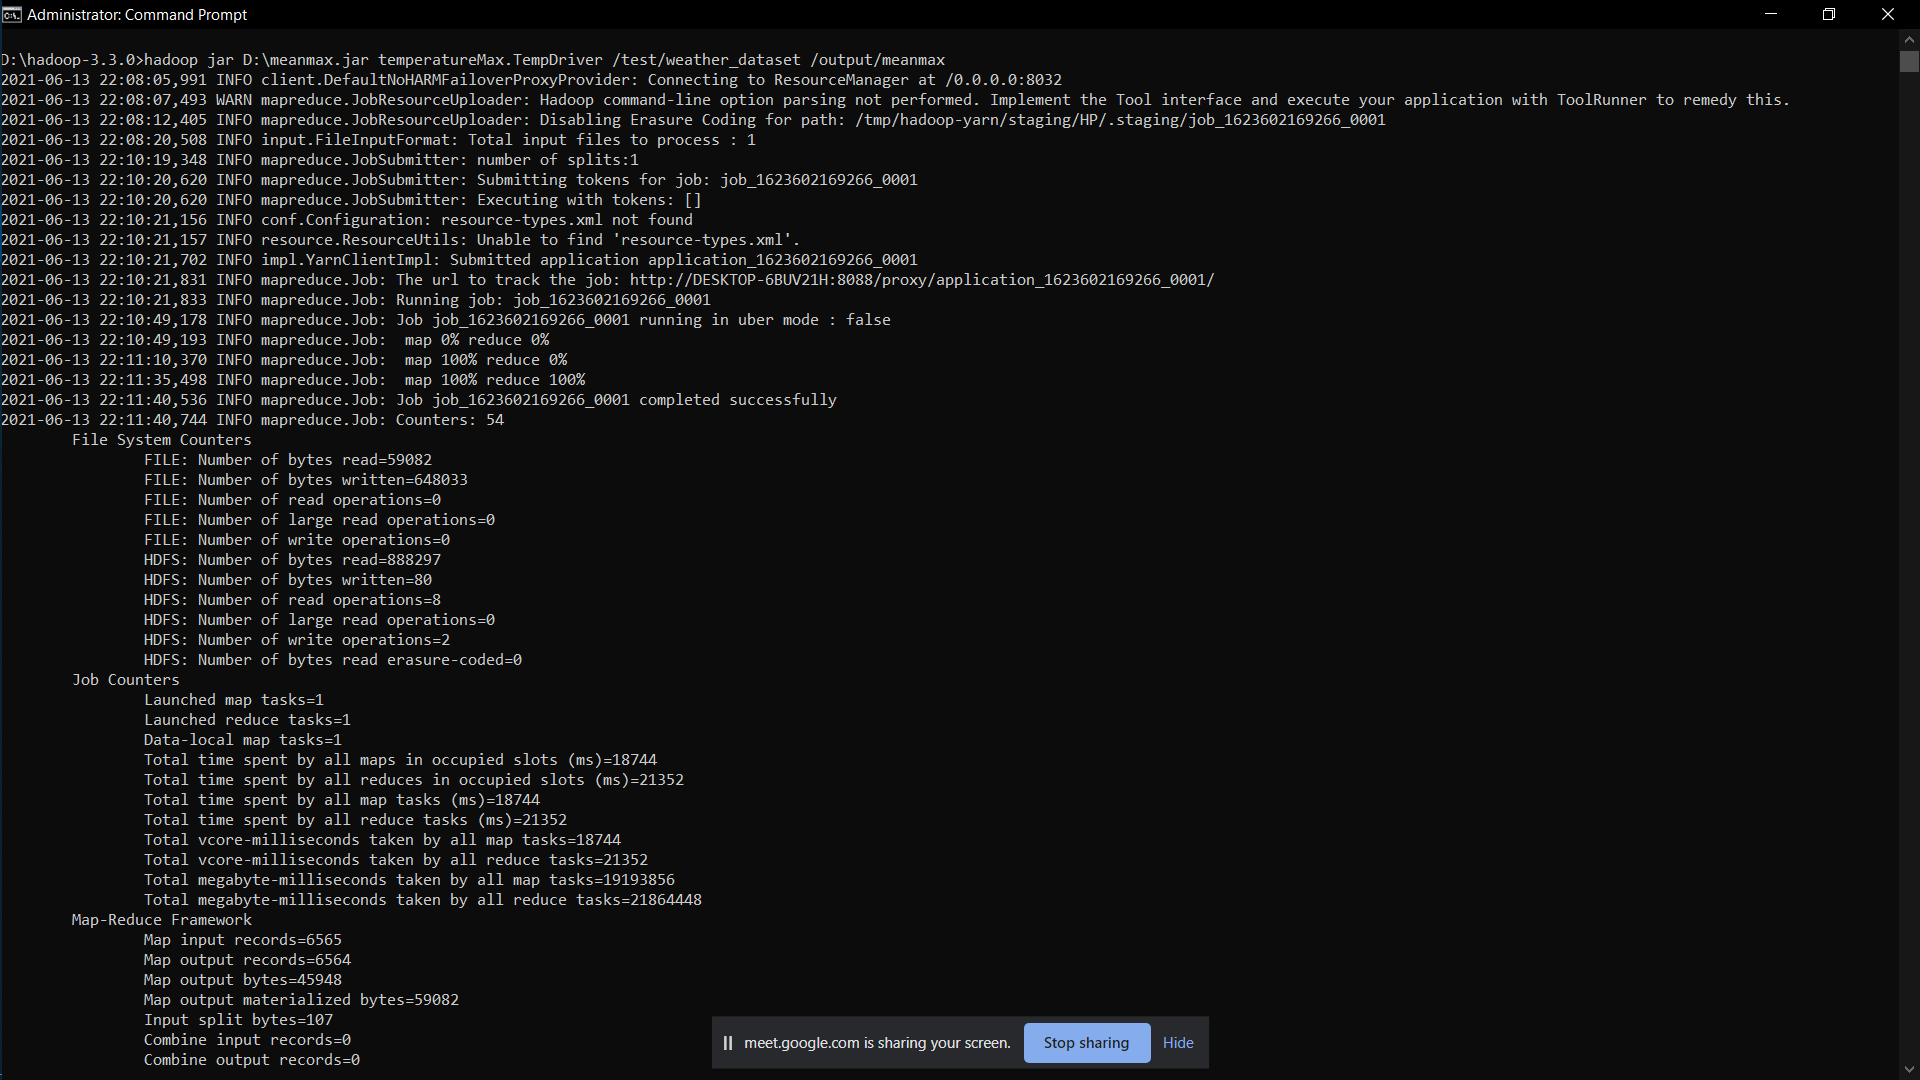 Administrator: Command Prompt
D:\hadoop-3.3.0>hadoop jar D:\meanmax.jar temperatureMax.TempDriver /test/weather_dataset /output/meanmax
2021-06-13 22:08:05,991 INFO client.DefaultNoHARMFailoverProxyProvider: Connecting to ResourceManager at /0.0.0.0:8032
2021-06-13 22:08:07,493 WARN mapreduce.JobResourceUploader: Hadoop command-line option parsing not performed. Implement the Tool interface and execute your application with ToolRunner to remedy this.
2021-06-13 22:08:12,405 INFO mapreduce.JobResourceUploader: Disabling Erasure Coding for path: /tmp/hadoop-yarn/staging/HP/.staging/job_1623602169266_0001
2021-06-13 22:08:20,508 INFO input.FileInputFormat: Total input files to process : 1
2021-06-13 22:10:19,348 INFO mapreduce.JobSubmitter: number of splits:1
2021-06-13 22:10:20,620 INFO mapreduce.JobSubmitter: Submitting tokens for job: job_1623602169266_0001
2021-06-13 22:10:20,620 INFO mapreduce.JobSubmitter: Executing with tokens: []
2021-06-13 22:10:21,156 INFO conf.Configuration: resource-types.xml not found
2021-06-13 22:10:21,157 INFO resource.ResourceUtils: Unable to find 'resource-types.xml'.
2021-06-13 22:10:21,702 INFO impl.YarnClientImpl: Submitted application application_1623602169266_0001
2021-06-13 22:10:21,831 INFO mapreduce.Job: The url to track the job: http://DESKTOP-6BUV21H:8088/proxy/application_1623602169266_0001/
2021-06-13 22:10:21,833 INFO mapreduce.Job: Running job: job_1623602169266_0001
2021-06-13 22:10:49,178 INFO mapreduce.Job: Job job_1623602169266_0001 running in uber mode : false
2021-06-13 22:10:49,193 INFO mapreduce.Job:  map 0% reduce 0%
2021-06-13 22:11:10,370 INFO mapreduce.Job:  map 100% reduce 0%
2021-06-13 22:11:35,498 INFO mapreduce.Job:  map 100% reduce 100%
2021-06-13 22:11:40,536 INFO mapreduce.Job: Job job_1623602169266_0001 completed successfully
2021-06-13 22:11:40,744 INFO mapreduce.Job: Counters: 54
File System Counters
FILE: Number of bytes read=59082
FILE: Number of bytes written=648033
FILE: Number of read operations=0
FILE: Number of large read operations=0
FILE: Number of write operations=0
HDFS: Number of bytes read=888297
HDFS: Number of bytes written=80
HDFS: Number of read operations=8
HDFS: Number of large read operations=0
HDFS: Number of write operations=2
HDFS: Number of bytes read erasure-coded=0
Job Counters
Launched map tasks=1
Launched reduce tasks=1
Data-local map tasks=1
Total time spent by all maps in occupied slots (ms)=18744
Total time spent by all reduces in occupied slots (ms)=21352
Total time spent by all map tasks (ms)=18744
Total time spent by all reduce tasks (ms)=21352
Total vcore-milliseconds taken by all map tasks=18744
Total vcore-milliseconds taken by all reduce tasks=21352
Total megabyte-milliseconds taken by all map tasks=19193856
Total megabyte-milliseconds taken by all reduce tasks=21864448
Map-Reduce Framework
Map input records=6565
Map output records=6564
Map output bytes=45948
Map output materialized bytes=59082
Input split bytes=107
Combine input records=0
Combine output records=0
meet.google.com is sharing your screen. Stop sharing Hide